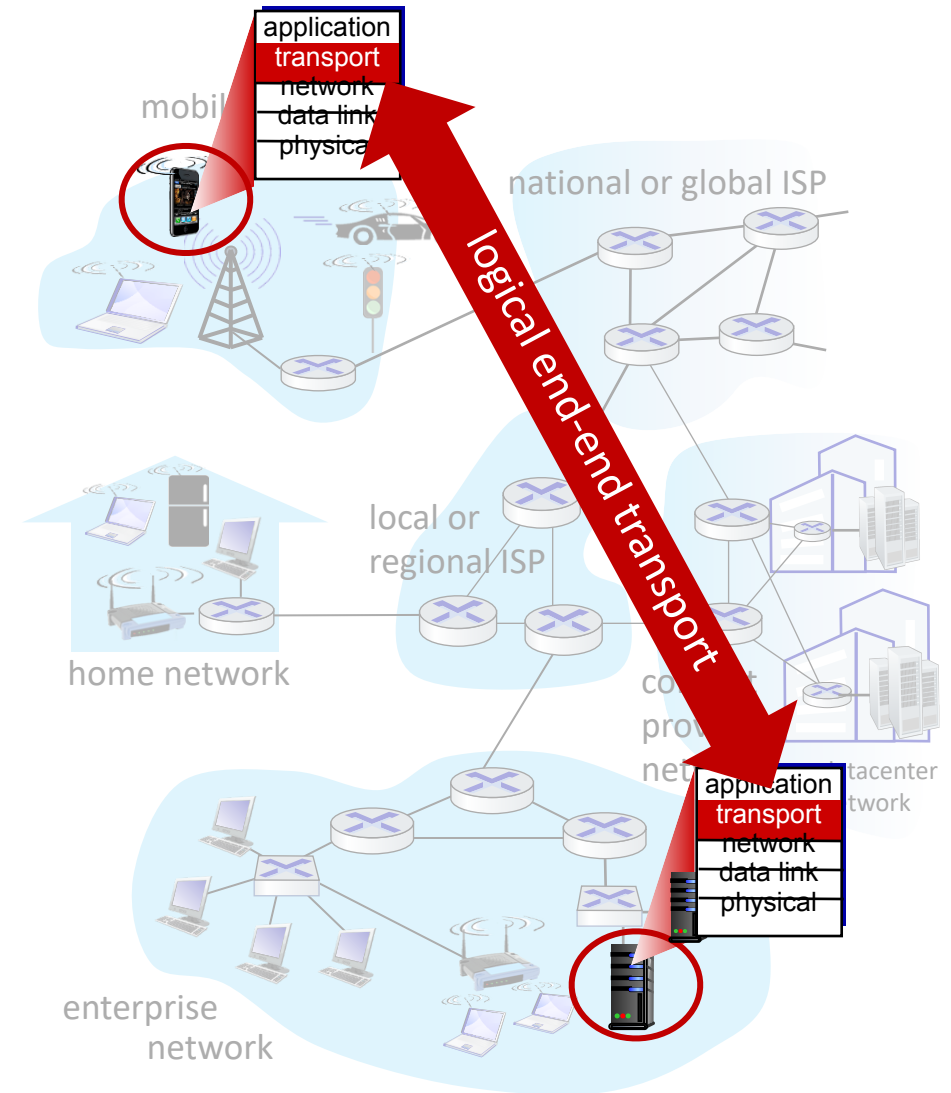 application
transport
network
data link
physical
mobil
national or global ISP
logical end-end transport
local or
regional ISP
home network
application
transport
network
data link
physical
enterprise
network